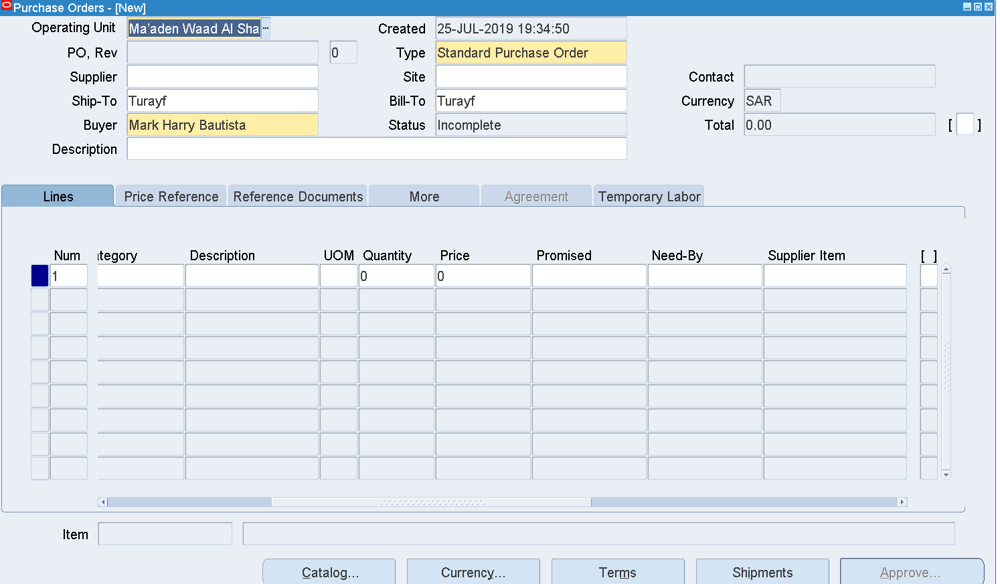 Purchase Orders - [New]
Operating Unit Ma'aden Waad Al Sha ... Created 25-JUL-2019 19:34:50
PO, Rev 0 Type Standard Purchase Order
Supplier Site Contact
Ship-To Turayf Bill-To Turayf Currency SAR
Buyer Mark Harry Bautista Status Incomplete Total 0.00 [ ]
Description
Lines Price Reference Reference Documents More Agreement Temporary Labor
Num ategory Description UOM Quantity Price Promised Need-By Supplier Item [ ]
1 0 0
Item
Catalog... Currency... Terms Shipments Approve...